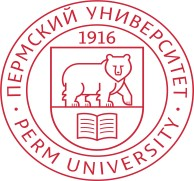 ПЕРМСКИЙ УНИВЕРСИТЕТ
1916
PERM UNIVERSITY